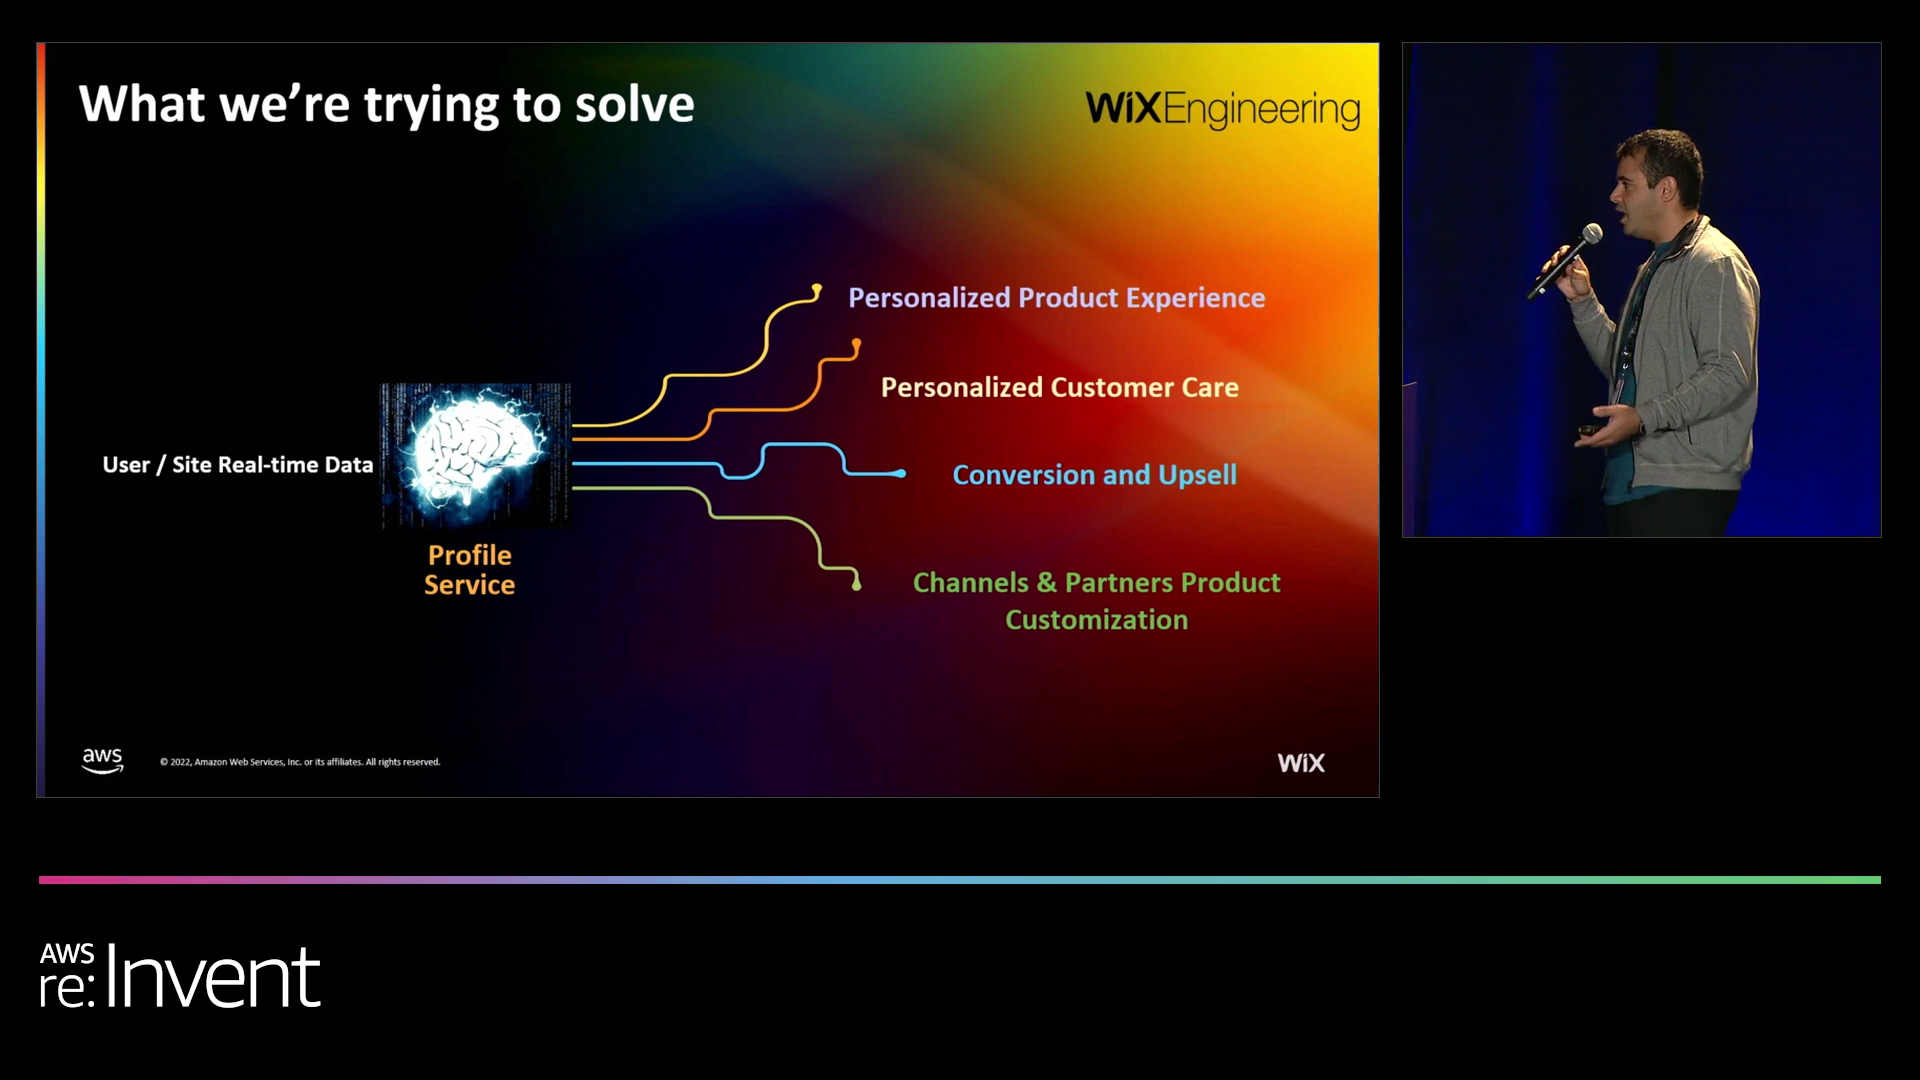 What we’re trying to solve
WiXEngineering
Personalized Product Experience
Personalized Customer Care
User / Site Real-time Data
Conversion and Upsell
Profile
Service
Channels & Partners Product
Customization
aws
© 2022, Amazon Web Services, Inc. or its affiliates. All rights reserved.
WiX
AWS
re:Invent